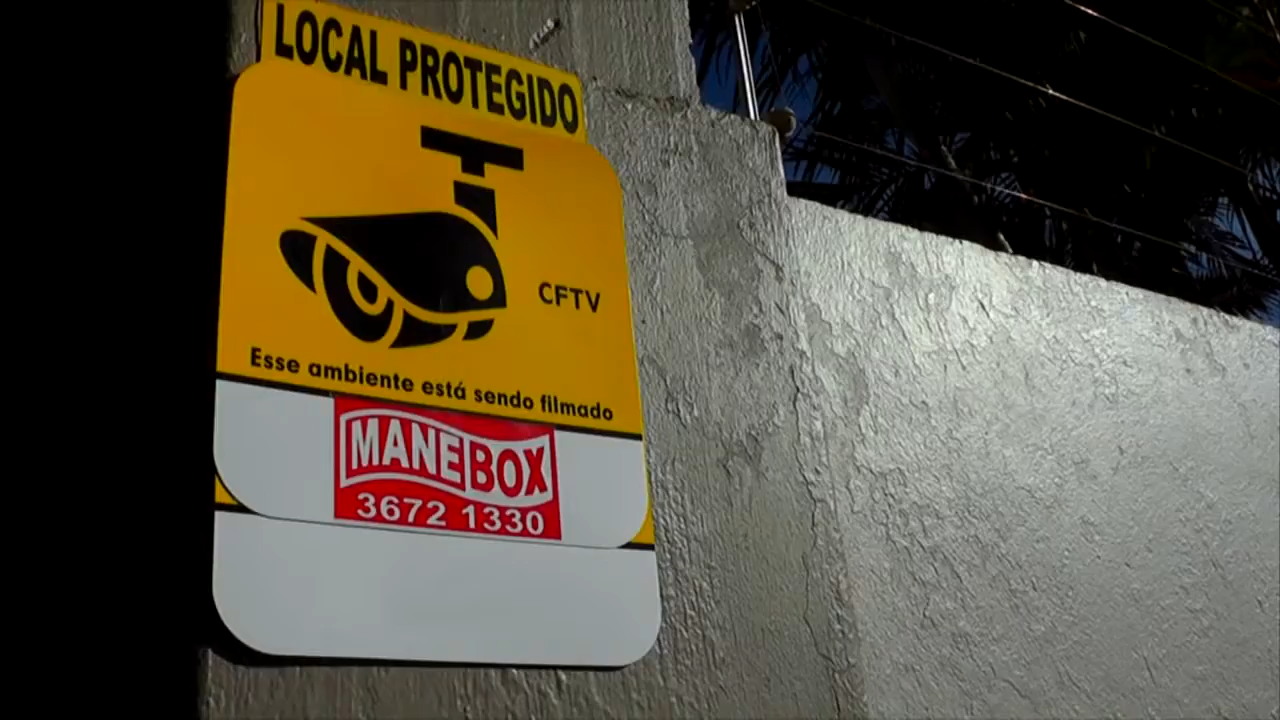 LOCAL PROTEGIDO
CFTV
Esse ambiente está sendo filmado
MANEBOX
3672 1330